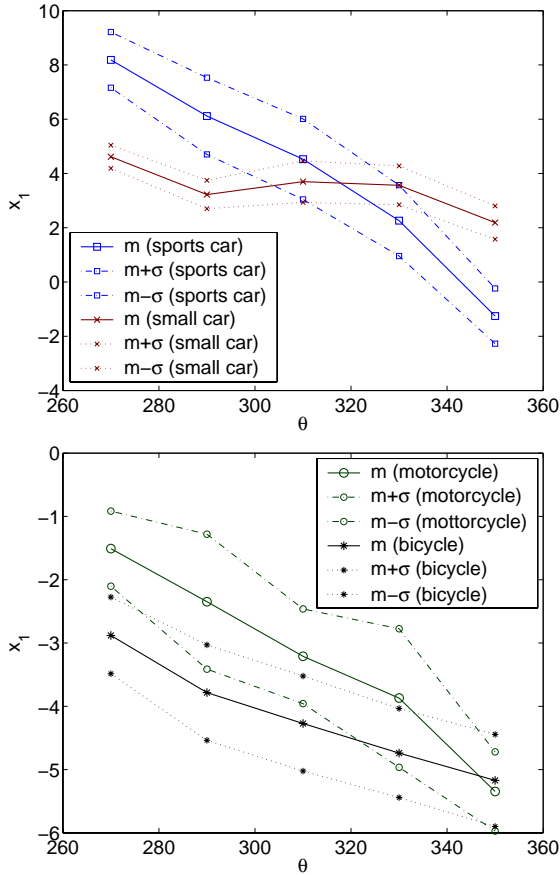 10
8
6
4
2
0
−2
−4
x1
m (sports car)
m+σ (sports car)
m−σ (sports car)
m (small car)
m+σ (small car)
m−σ (small car)
260 280 300 320 340 360
θ
0
−1
−2
−3
−4
−5
−6
x1
m (motorcycle)
m+σ (motorcycle)
m−σ (mottorcycle)
m (bicycle)
m+σ (bicycle)
m−σ (bicycle)
260 280 300 320 340 360
θ